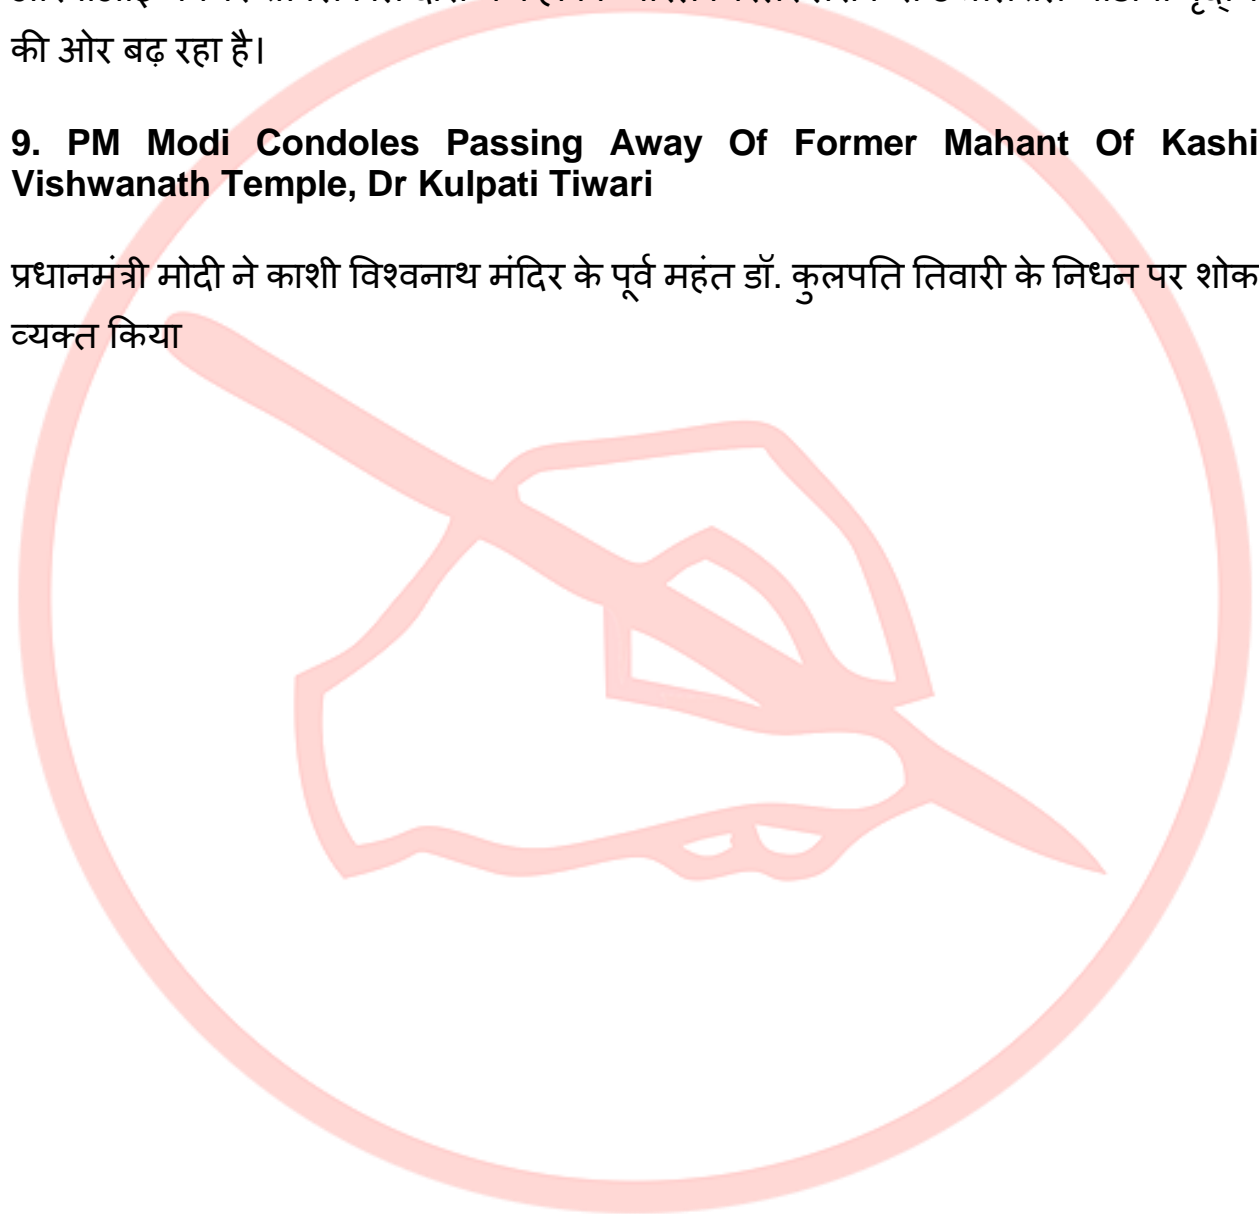 की ओर बढ़ रहा है।
9. PM Modi Condoles Passing Away Of Former Mahant Of Kashi
Vishwanath Temple, Dr Kulpati Tiwari
प्रधानमंत्री मोदी ने काशी विश्वनाथ मंदिर के पूर्व महंत डॉ. कुलपति तिवारी के निधन पर शोक
व्यक्त किया